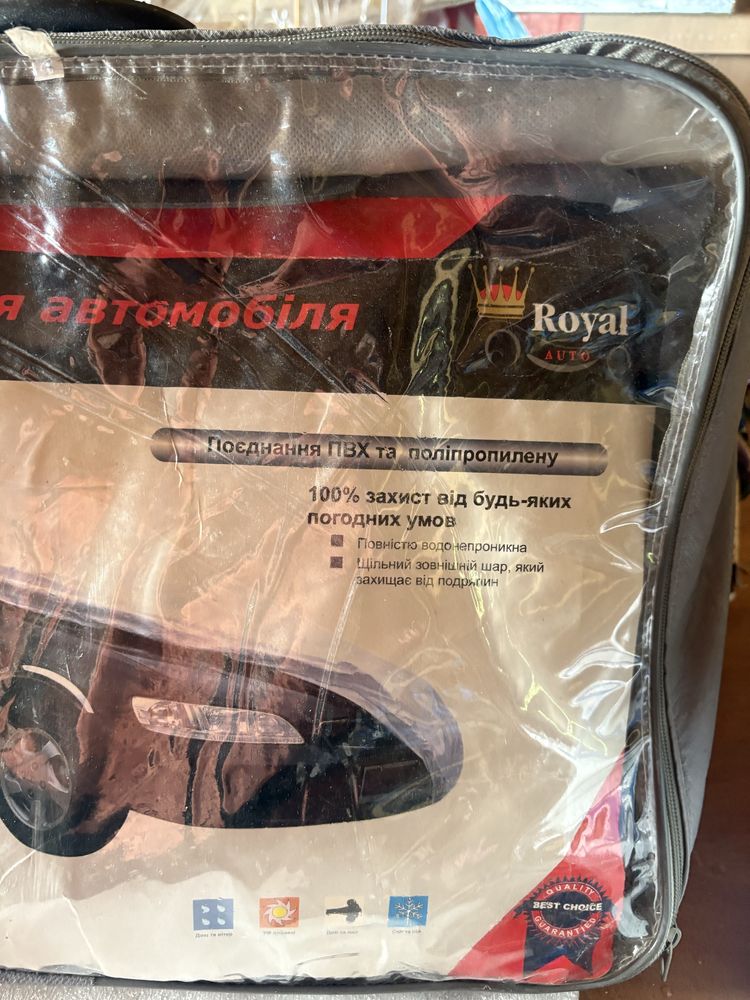 я автомобіля
Royal
AUTO
Поєднання ПВХ та поліпропилену
100% захист від будь-яких
погодних умов
Повністю водонепроникна
Щільний зовнішній шар, який
захищає від подряпин
QUALITY
BEST CHOICE
GUARANTIED